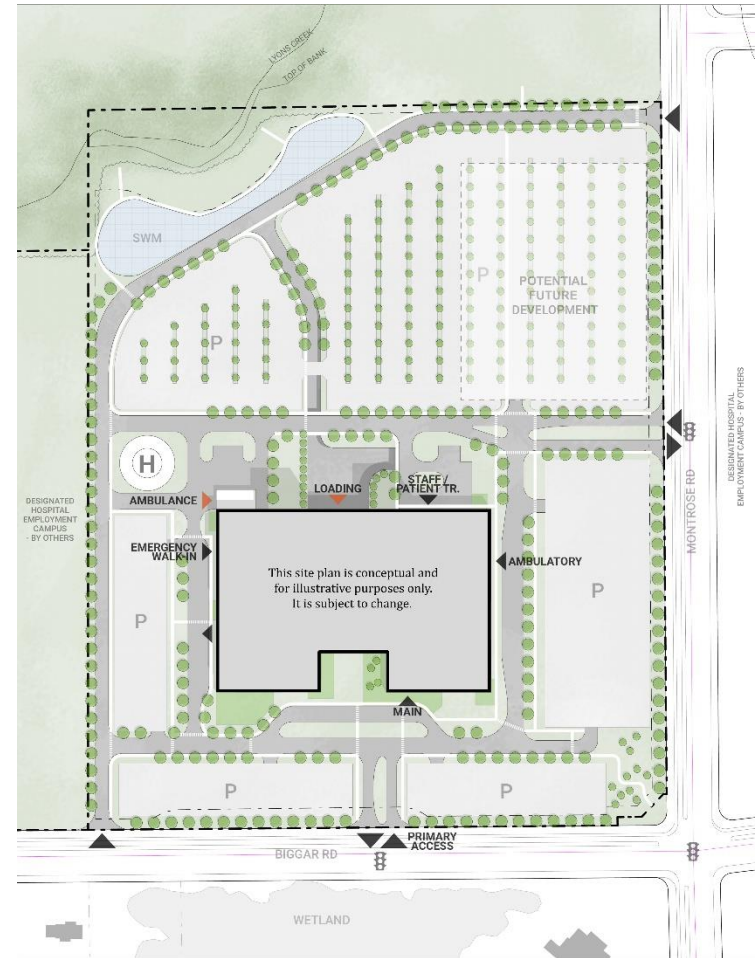 LYONS CREEK
TOP OF BANK
SWM
P
P
POTENTIAL
FUTURE
DEVELOPMENT
H
DESIGNATED
HOSPITAL
EMPLOYMENT
CAMPUS
- BY OTHERS
DESIGNATED HOSPITAL
EMPLOYMENT CAMPUS - BY OTHERS
MONTROSE RD
AMBULANCE
LOADING
STAFF /
PATIENT TR.
EMERGENCY
WALK-IN
AMBULATORY
This site plan is conceptual and
for illustrative purposes only.
It is subject to change.
P
P
MAIN
P
P
PRIMARY
ACCESS
BIGGAR RD
WETLAND